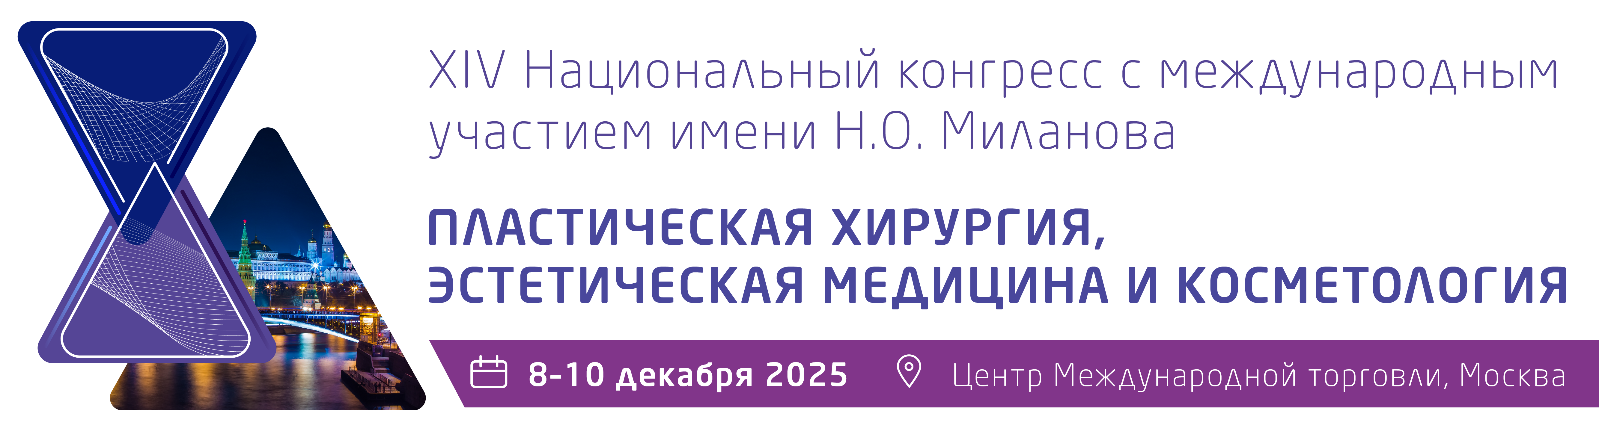 XIV Национальный конгресс с международным
участием имени Н.О. Миланова
ПЛАСТИЧЕСКАЯ ХИРУРГИЯ,
ЭСТЕТИЧЕСКАЯ МЕДИЦИНА И КОСМЕТОЛОГИЯ
8-10 декабря 2025 Центр Международной торговли, Москва